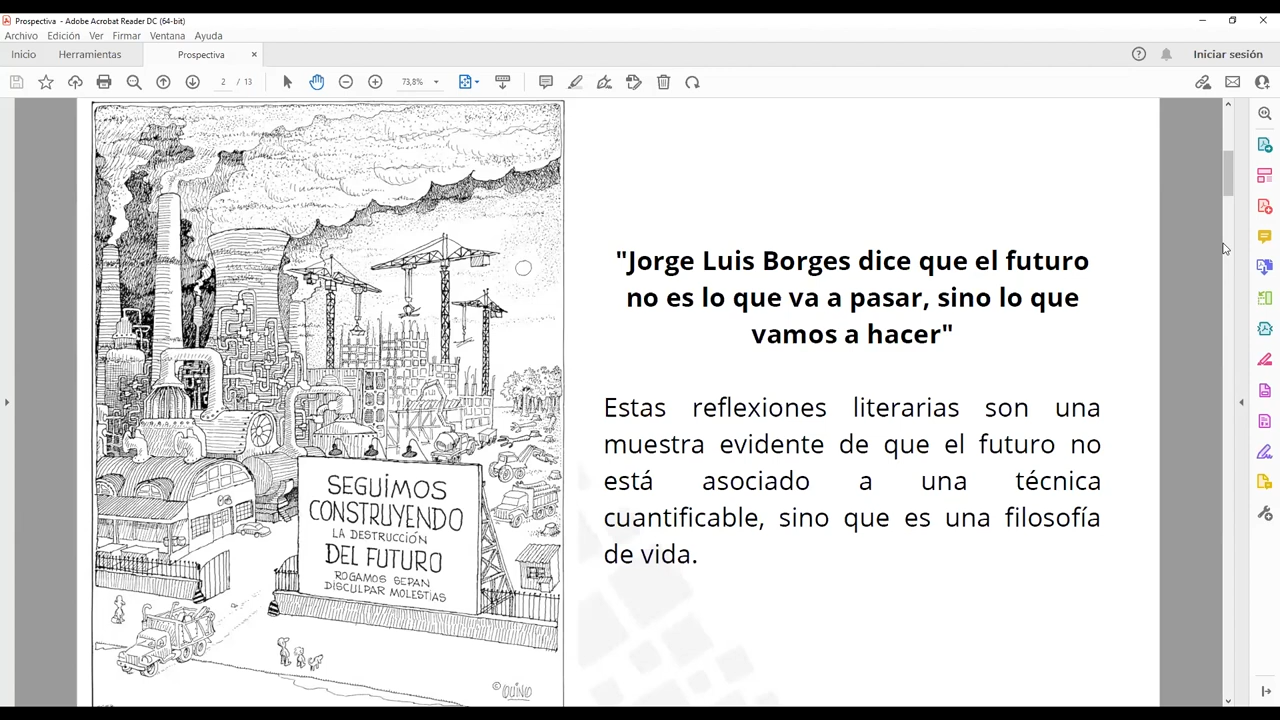 Prospectiva - Adobe Acrobat Reader DC (64-bit)
Archivo Edición Ver Firmar Ventana Ayuda
Inicio Herramientas Prospectiva × Iniciar sesión
2 / 13 73,8%
"Jorge Luis Borges dice que el futuro
no es lo que va a pasar, sino lo que
vamos a hacer"
Estas reflexiones literarias son una
muestra evidente de que el futuro no
está asociado a una técnica
cuantificable, sino que es una filosofía
de vida.
SEGUÍMOS
CONSTRUYENDO
LA DESTRUCCIÓN
DEL FUTURO
ROGAMOS SEPAN
DISCULPAR MOLESTIAS
© QUINO